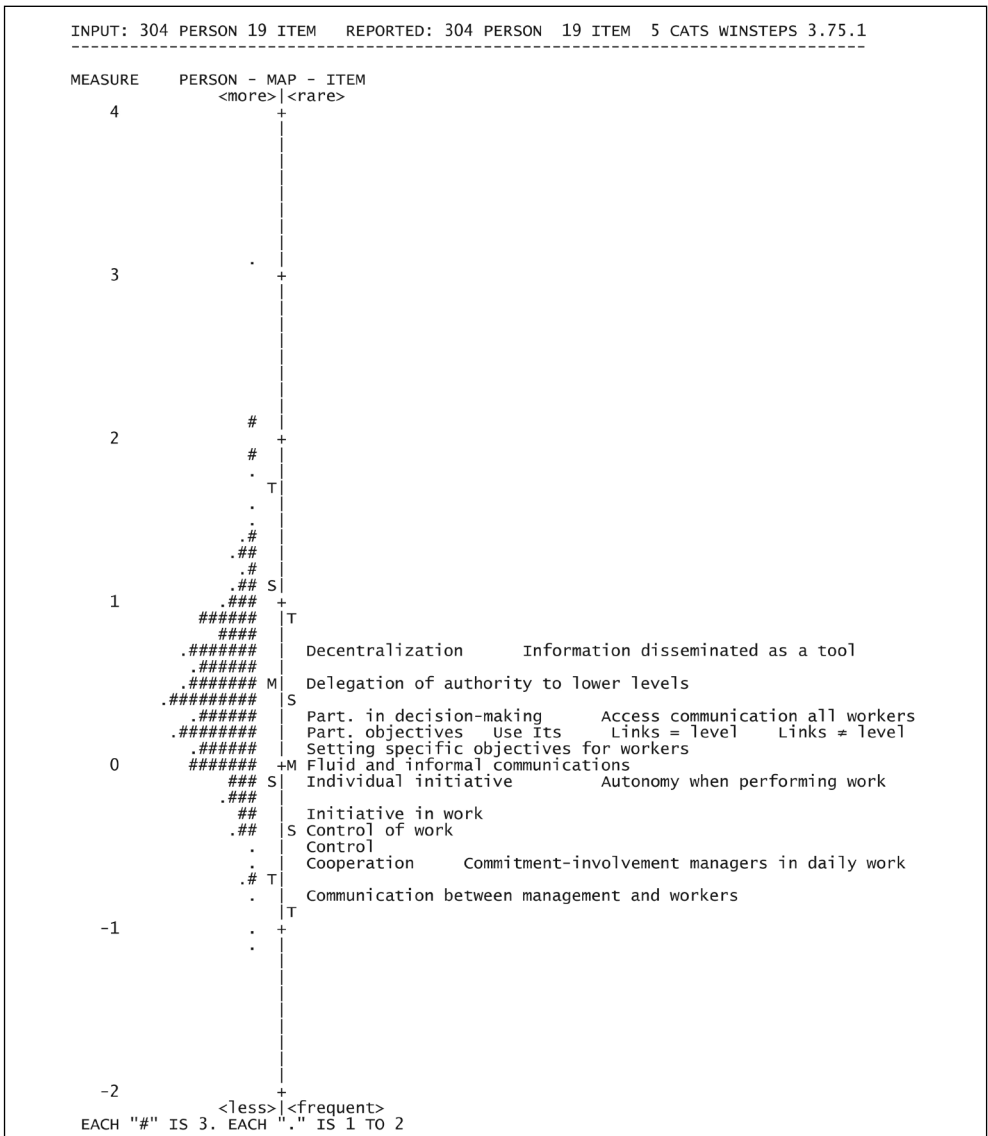 INPUT: 304 PERSON 19 ITEM   REPORTED: 304 PERSON  19 ITEM  5 CATS WINSTEPS 3.75.1
--------------------------------------------------------------------------------
MEASURE    PERSON - MAP - ITEM
               <more>|<rare>
    4                +
                     |
                     |
                     |
                     |
                     |
                     |
                     |
                     |
                  .  |
    3                +
                     |
                     |
                     |
                     |
                     |
                     |
                     |
                     |
                  #  |
    2                +
                  #  |
                  .  |
                    T|
                  .  |
                  .  |
                 .#  |
                .##  |
                 .#  |
                .## S|
    1          .###  +
             ######  |T
               ####  |
           .#######  |  Decentralization      Information disseminated as a tool
            .######  |
           .####### M|  Delegation of authority to lower levels
         .#########  |S
            .######  |  Part. in decision-making      Access communication all workers
          .########  |  Part. objectives   Use Its     Links = level    Links ≠ level
            .######  |  Setting specific objectives for workers
    0       #######  +M Fluid and informal communications
                ### S|  Individual initiative         Autonomy when performing work
               .###  |
                 ##  |  Initiative in work
                .##  |S Control of work
                  .  |  Control
                  .  |  Cooperation     Commitment-involvement managers in daily work
                 .# T|
                  .  |  Communication between management and workers
                     |T
   -1             .  +
                  .  |
                     |
                     |
                     |
                     |
                     |
                     |
                     |
                     |
   -2                +
               <less>|<frequent>
 EACH "#" IS 3. EACH "." IS 1 TO 2